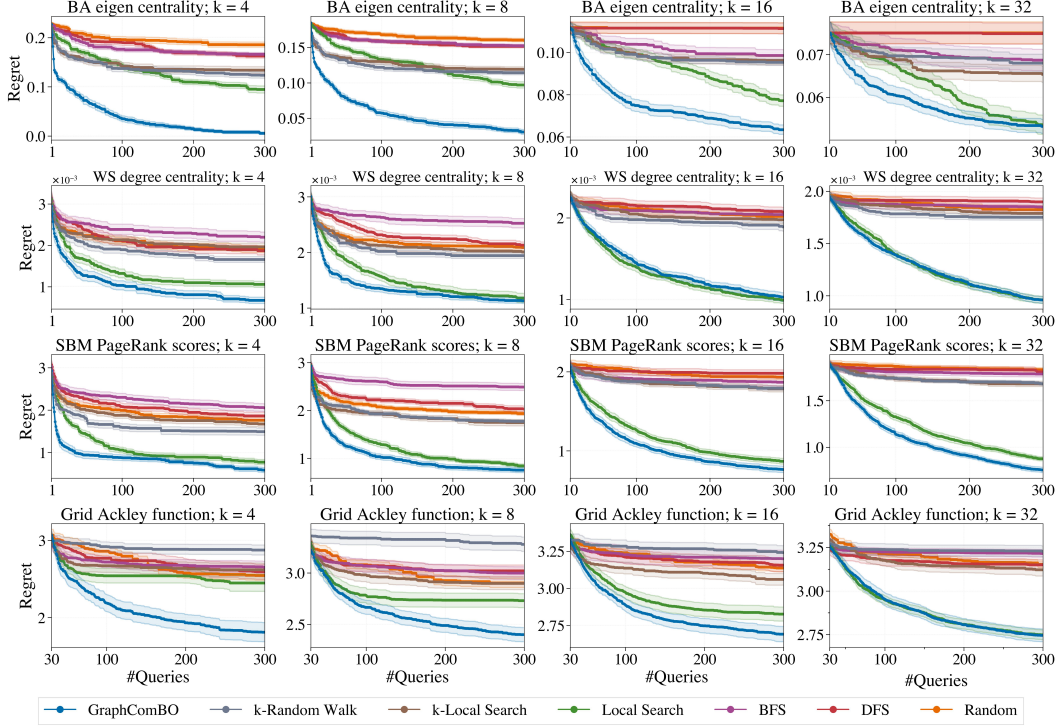 BA eigen centrality; k = 4
BA eigen centrality; k = 8
BA eigen centrality; k = 16
BA eigen centrality; k = 32
Regret
0.2
0.1
0.0
0.15
0.10
0.05
0.10
0.08
0.06
0.07
0.06
1 100 200 300
1 100 200 300
10 100 200 300
10 100 200 300
×10⁻³ WS degree centrality; k = 4
×10⁻³ WS degree centrality; k = 8
×10⁻³ WS degree centrality; k = 16
×10⁻³ WS degree centrality; k = 32
Regret
3
2
1
3
2
1
2
1
2.0
1.5
1.0
1 100 200 300
1 100 200 300
10 100 200 300
10 100 200 300
SBM PageRank scores; k = 4
SBM PageRank scores; k = 8
SBM PageRank scores; k = 16
SBM PageRank scores; k = 32
Regret
3
2
1
3
2
1
2
1
1.5
1.0
1 100 200 300
1 100 200 300
10 100 200 300
10 100 200 300
Grid Ackley function; k = 4
Grid Ackley function; k = 8
Grid Ackley function; k = 16
Grid Ackley function; k = 32
Regret
3
2
3.0
2.5
3.25
3.00
2.75
3.25
3.00
2.75
30 100 200 300
30 100 200 300
30 100 200 300
30 100 200 300
#Queries
#Queries
#Queries
#Queries
GraphComBO k-Random Walk k-Local Search Local Search BFS DFS Random